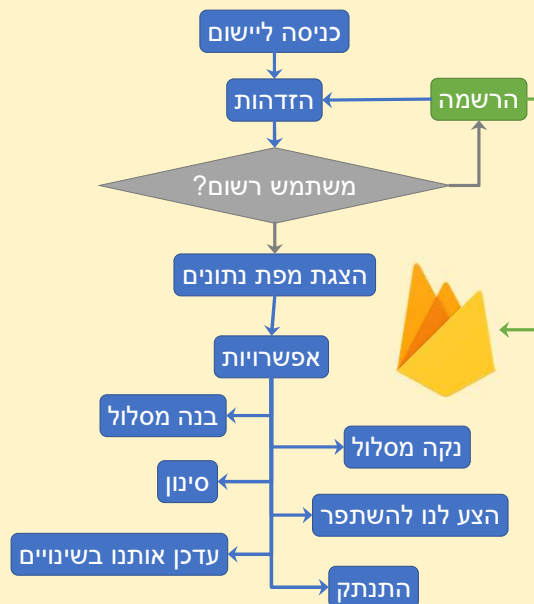 כניסה ליישום
הזדהות
הרשמה
משתמש רשום?
הצגת מפת נתונים
אפשרויות
בנה מסלול
נקה מסלול
סינון
הצע לנו להשתפר
עדכן אותנו בשינויים
התנתק